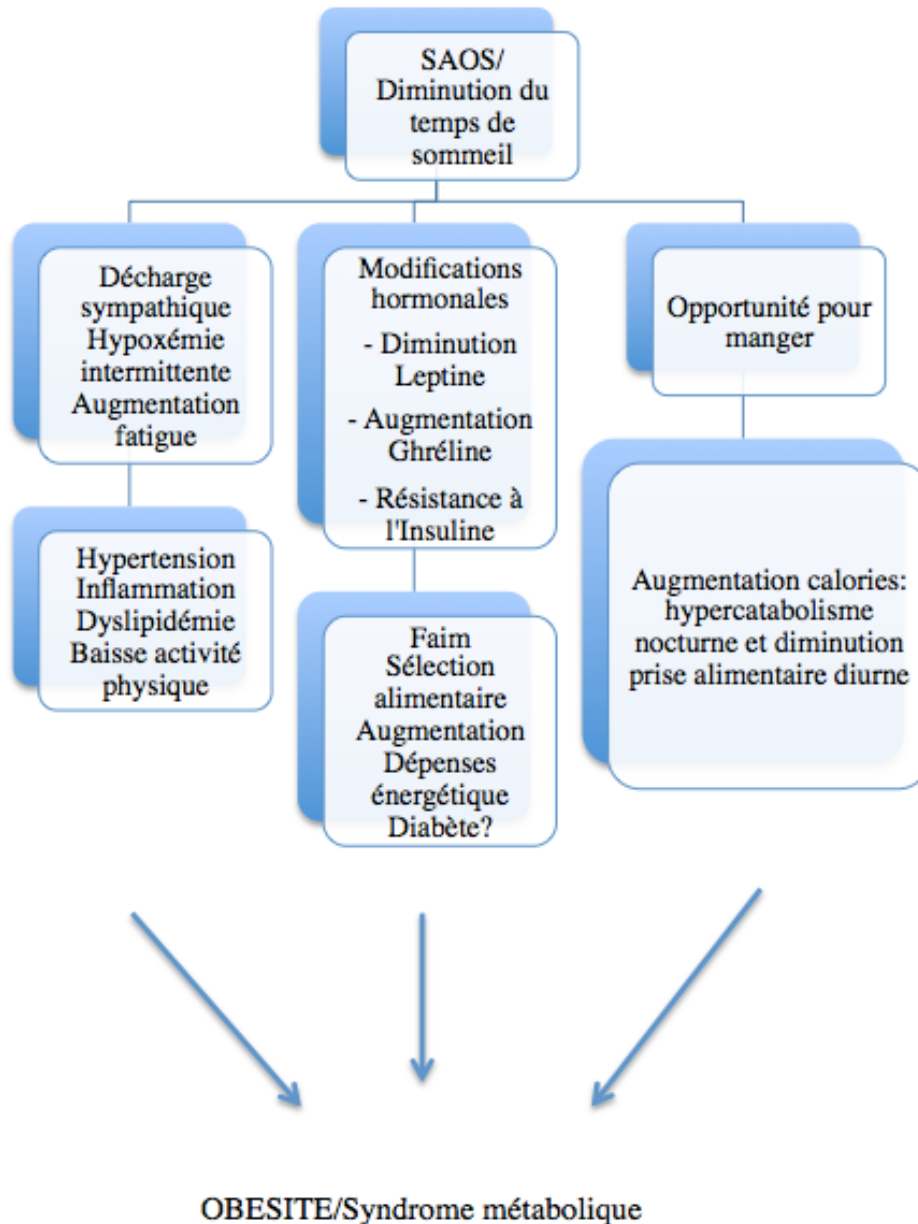 SAOS/
Diminution du
temps de
sommeil
Décharge
sympathique
Hypoxémie
intermittente
Augmentation
fatigue
Hypertension
Inflammation
Dyslipidémie
Baisse activité
physique
Modifications
hormonales
- Diminution
Leptine
- Augmentation
Ghréline
- Résistance à
l'Insuline
Faim
Sélection
alimentaire
Augmentation
Dépenses
énergétique
Diabète?
Opportunité pour
manger
Augmentation calories:
hypercatabolisme
nocturne et diminution
prise alimentaire diurne
OBESITE/Syndrome métabolique